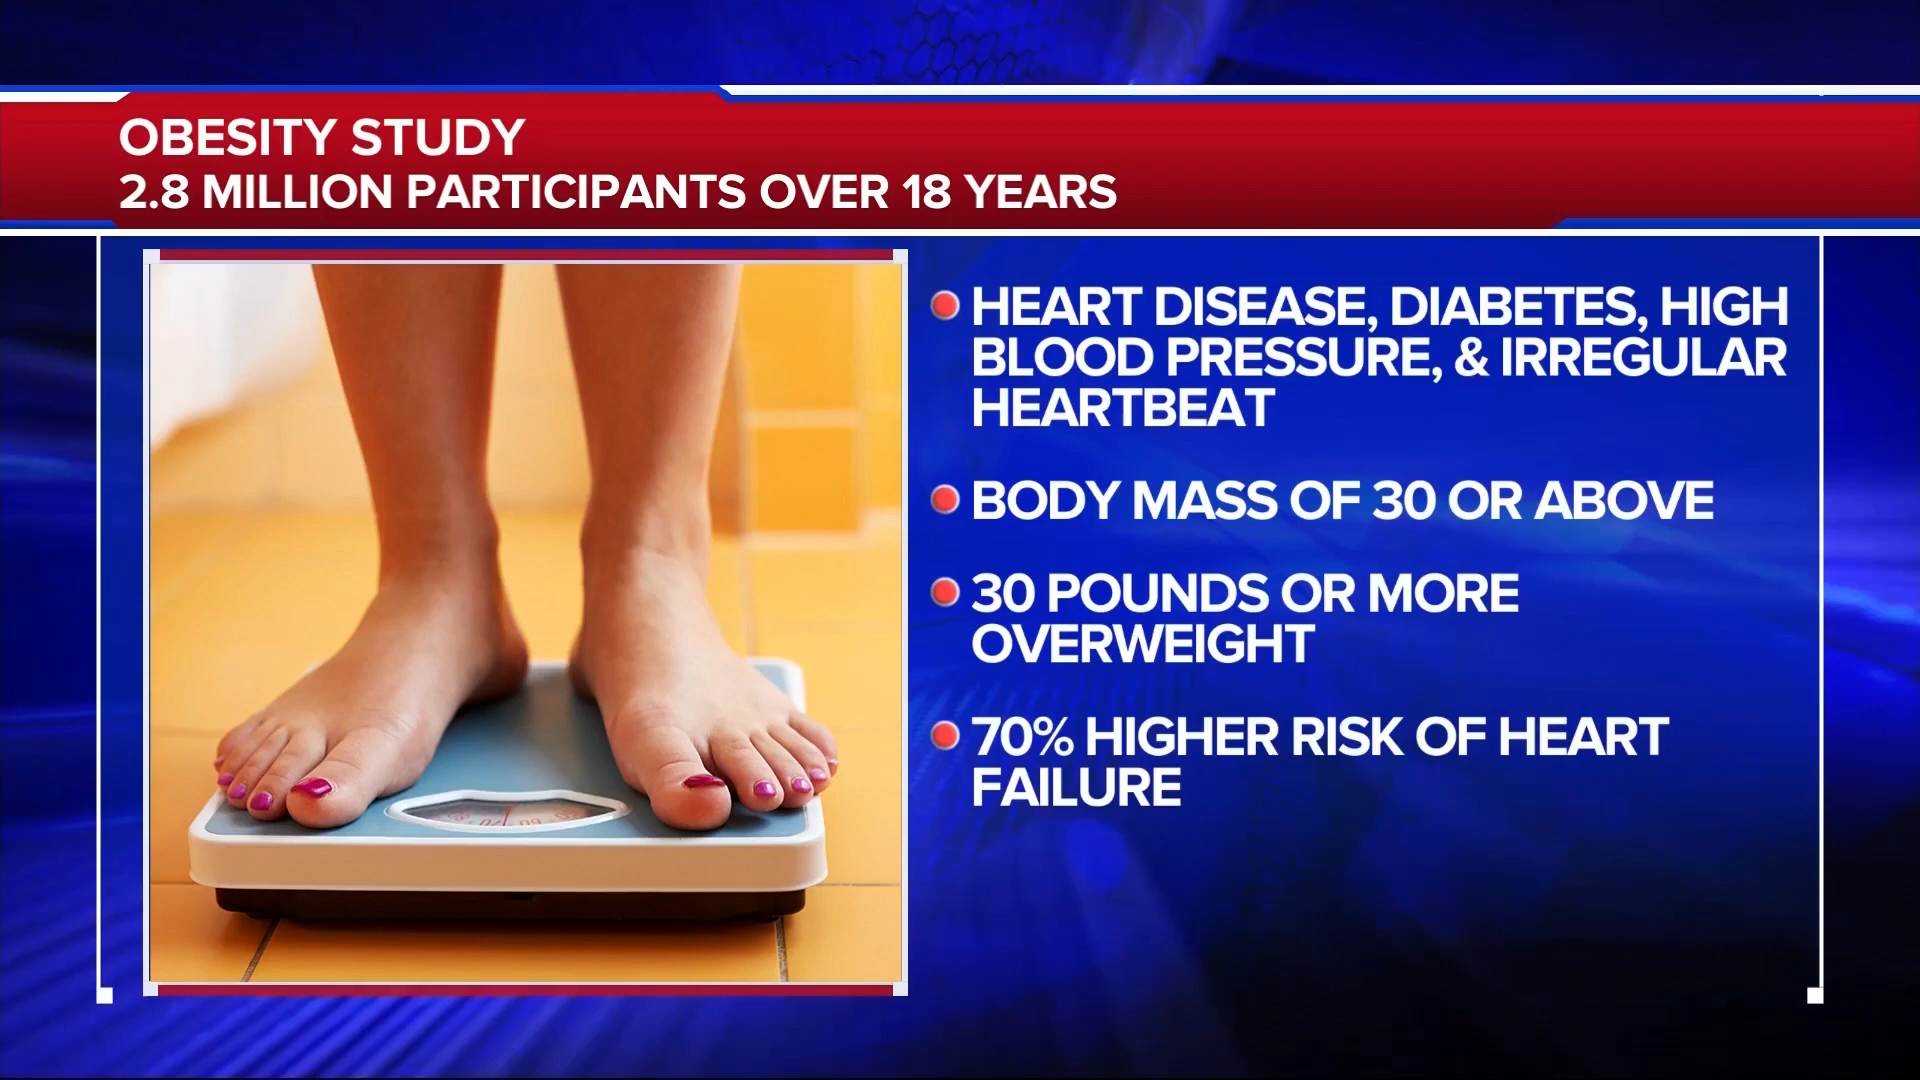 OBESITY STUDY
2.8 MILLION PARTICIPANTS OVER 18 YEARS
HEART DISEASE, DIABETES, HIGH
BLOOD PRESSURE, & IRREGULAR
HEARTBEAT
BODY MASS OF 30 OR ABOVE
30 POUNDS OR MORE
OVERWEIGHT
70% HIGHER RISK OF HEART
FAILURE